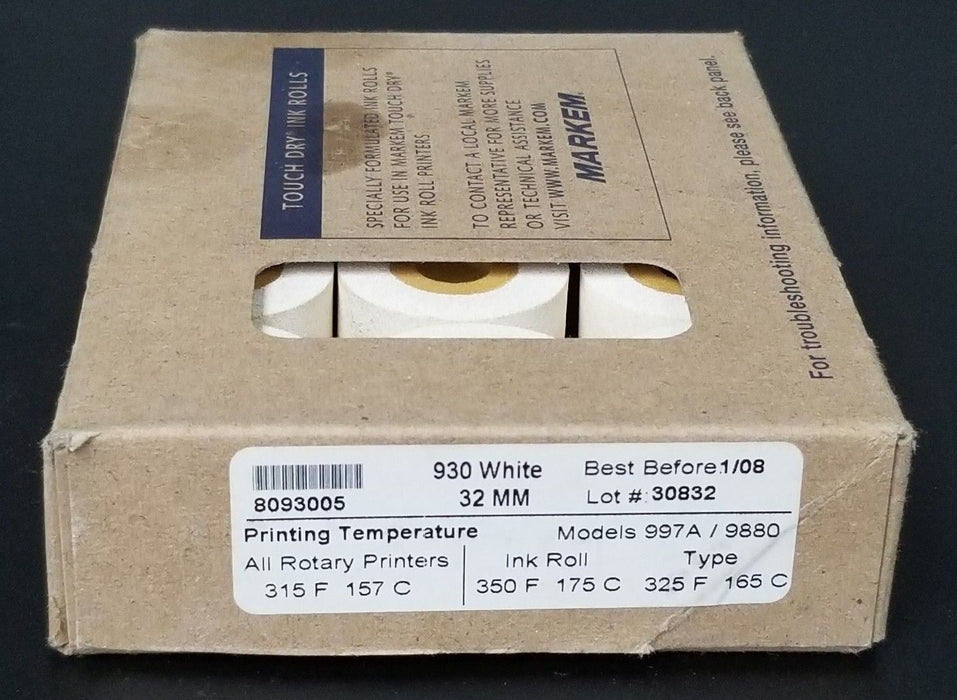 TOUCH DRY® INK ROLLS
SPECIALLY FORMULATED INK ROLLS
FOR USE IN MARKEM TOUCH DRY®
INK ROLL PRINTERS
TO CONTACT A LOCAL MARKEM
REPRESENTATIVE FOR MORE SUPPLIES
OR TECHNICAL ASSISTANCE
VISIT WWW.MARKEM.COM
MARKEM®
For troubleshooting information, please see back panel.
930 White Best Before:1/08
8093005 32 MM Lot #: 30832
Printing Temperature Models 997A / 9880
All Rotary Printers Ink Roll Type
315 F 157 C 350 F 175 C 325 F 165 C